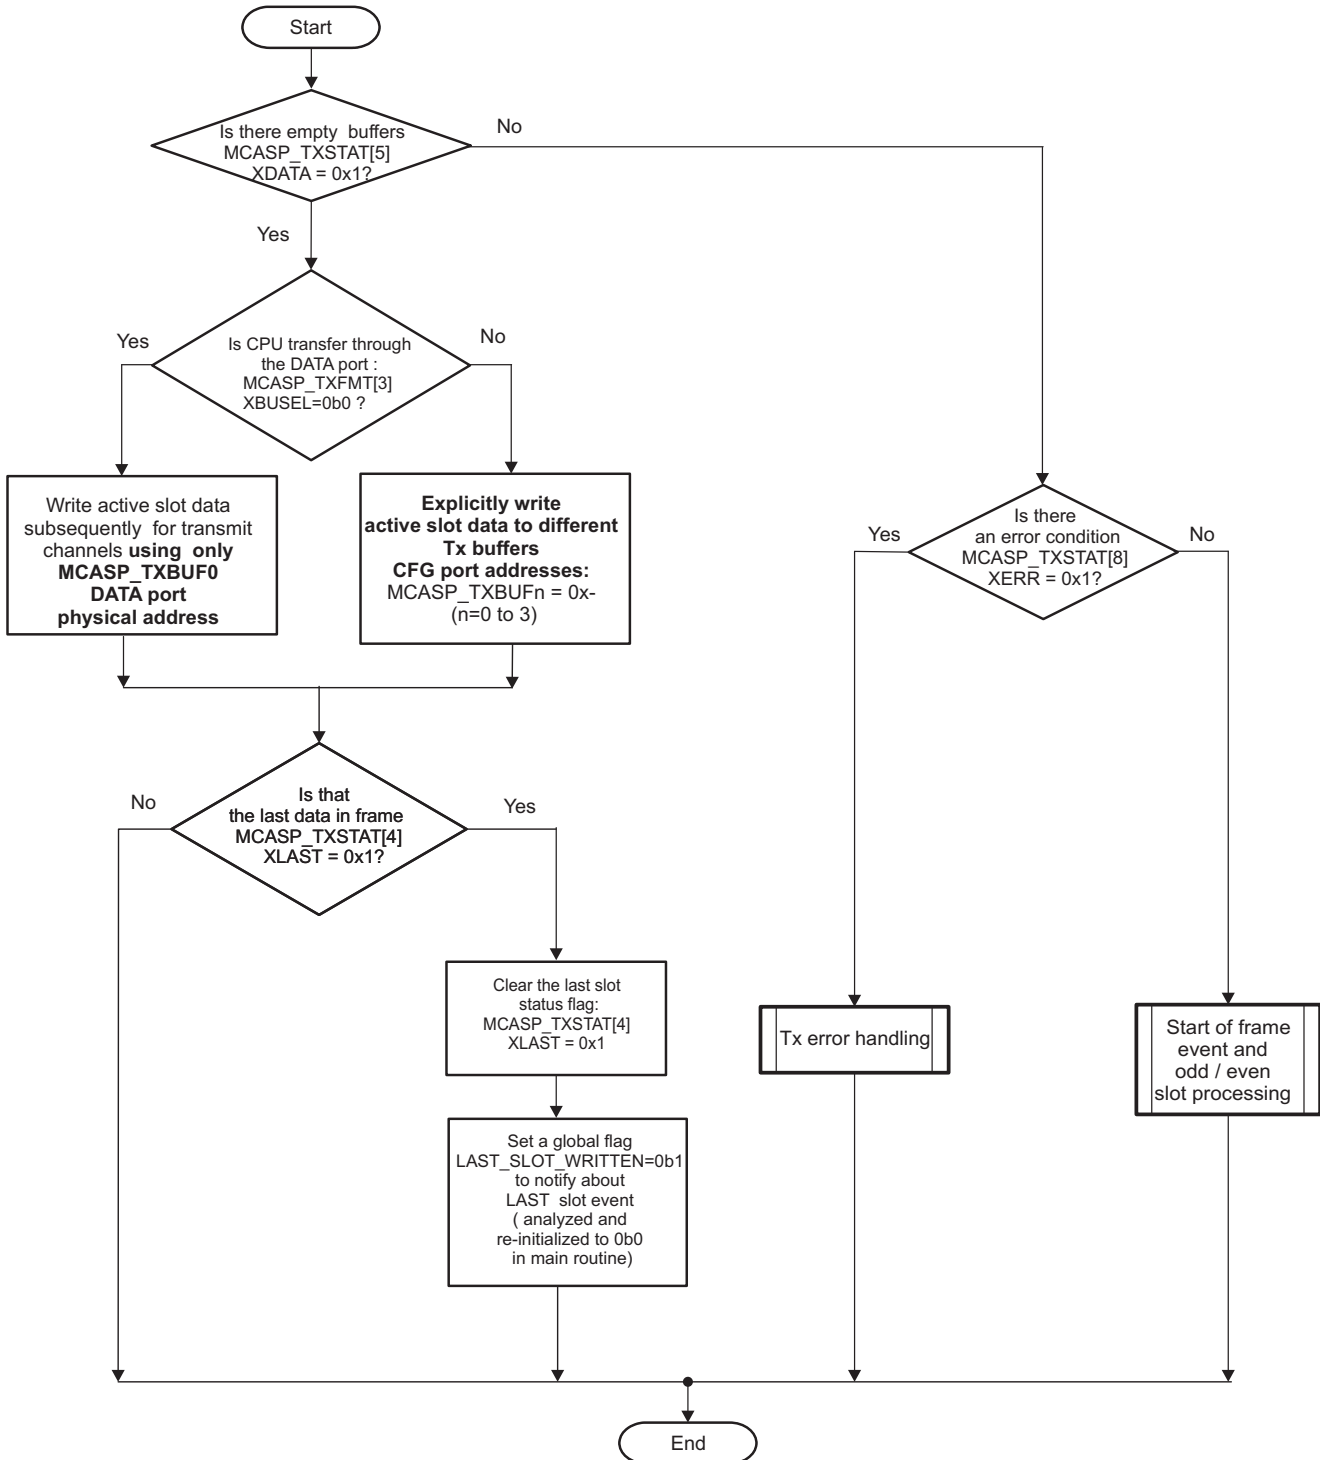 Start
Is there empty buffers
MCASP_TXSTAT[5]
XDATA = 0x1?
No
Yes
Is CPU transfer through
the DATA port :
MCASP_TXFMT[3]
XBUSEL=0b0 ?
Yes
No
Write active slot data
subsequently for transmit
channels using only
MCASP_TXBUF0
DATA port
physical address
Explicitly write
active slot data to different
Tx buffers
CFG port addresses:
MCASP_TXBUFn = 0x-
(n=0 to 3)
Is there
an error condition
MCASP_TXSTAT[8]
XERR = 0x1?
Yes
No
Is that
the last data in frame
MCASP_TXSTAT[4]
XLAST = 0x1?
No
Yes
Clear the last slot
status flag:
MCASP_TXSTAT[4]
XLAST = 0x1
Tx error handling
Start of frame
event and
odd / even
slot processing
Set a global flag
LAST_SLOT_WRITTEN=0b1
to notify about
LAST slot event
( analyzed and
re-initialized to 0b0
in main routine)
End